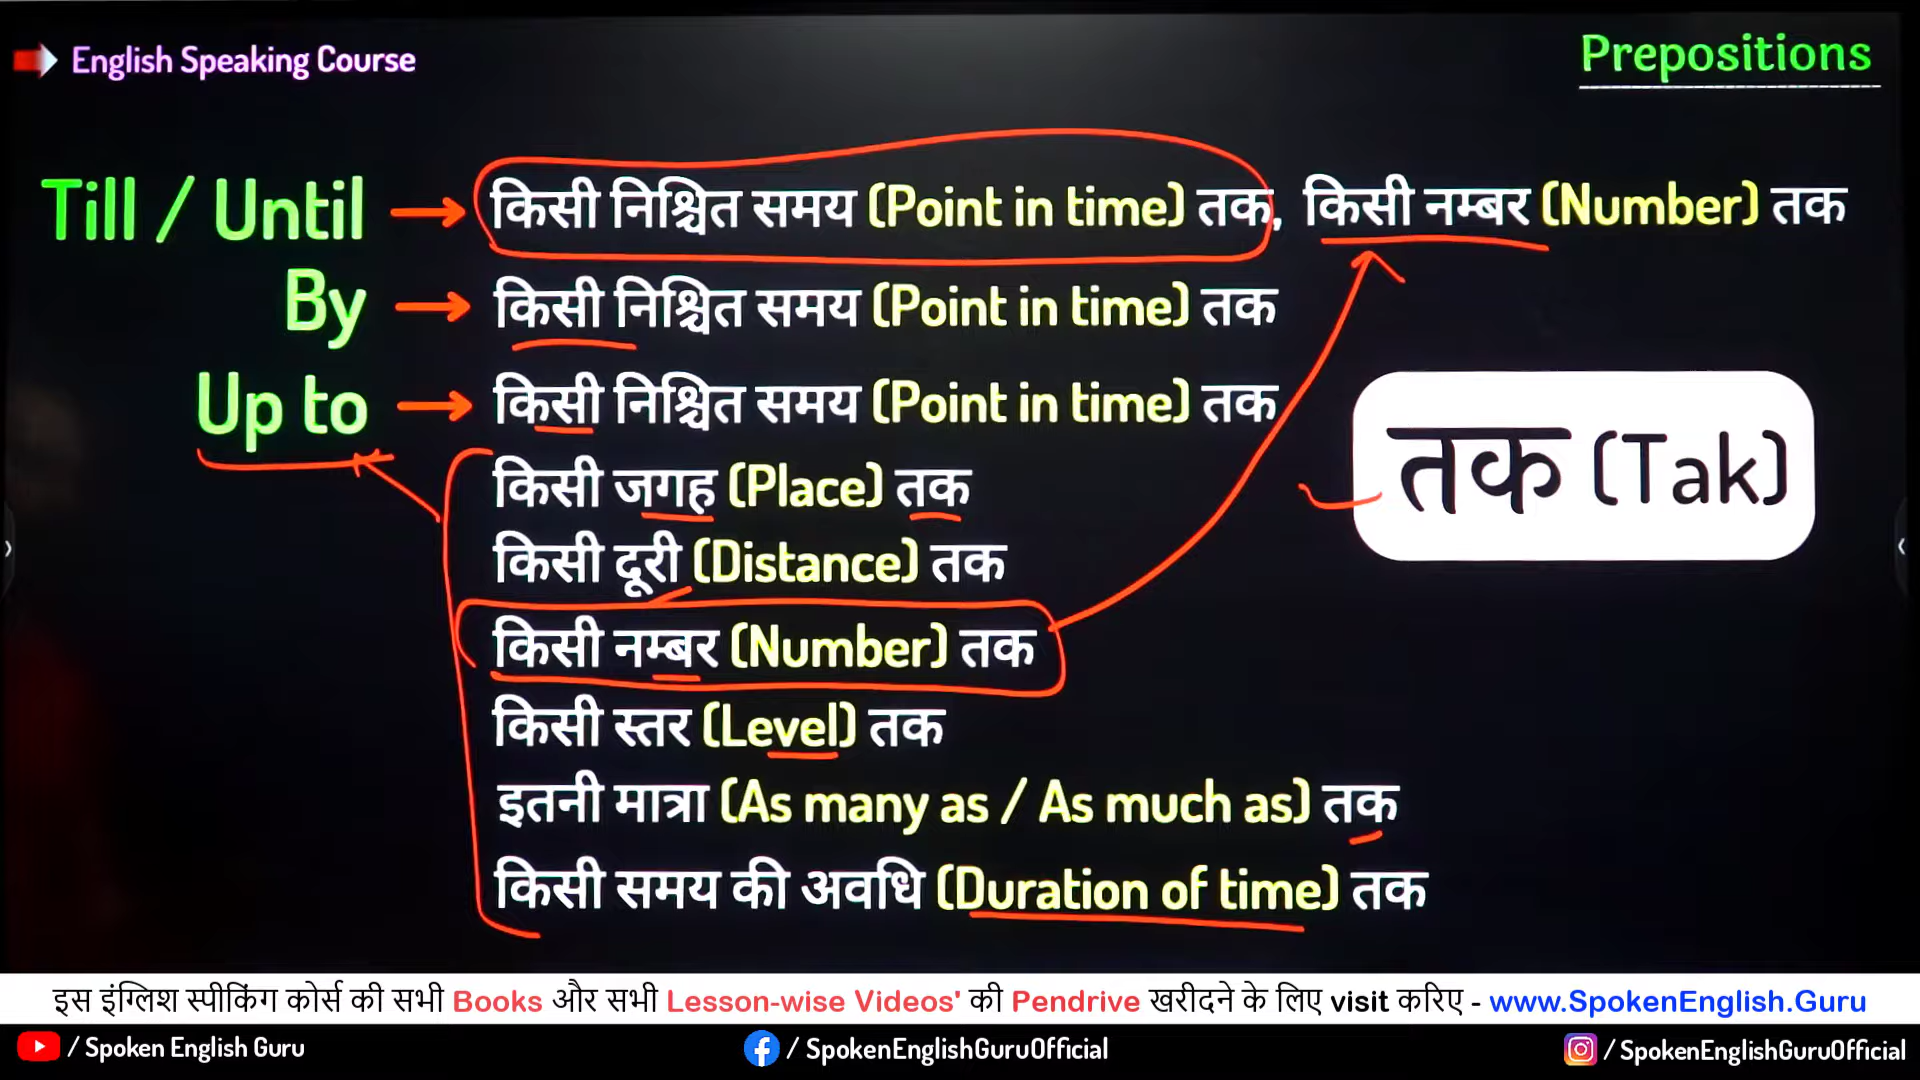 English Speaking Course
Prepositions
Till / Until → किसी निश्चित समय (Point in time) तक, किसी नम्बर (Number) तक
By → किसी निश्चित समय (Point in time) तक
Up to → किसी निश्चित समय (Point in time) तक
किसी जगह (Place) तक
किसी दूरी (Distance) तक
किसी नम्बर (Number) तक
किसी स्तर (Level) तक
इतनी मात्रा (As many as / As much as) तक
किसी समय की अवधि (Duration of time) तक
तक (Tak)
इस इंग्लिश स्पीकिंग कोर्स की सभी Books और सभी Lesson-wise Videos' की Pendrive खरीदने के लिए visit करिए - www.SpokenEnglish.Guru
/ Spoken English Guru
/ SpokenEnglishGuruOfficial
/ SpokenEnglishGuruOfficial